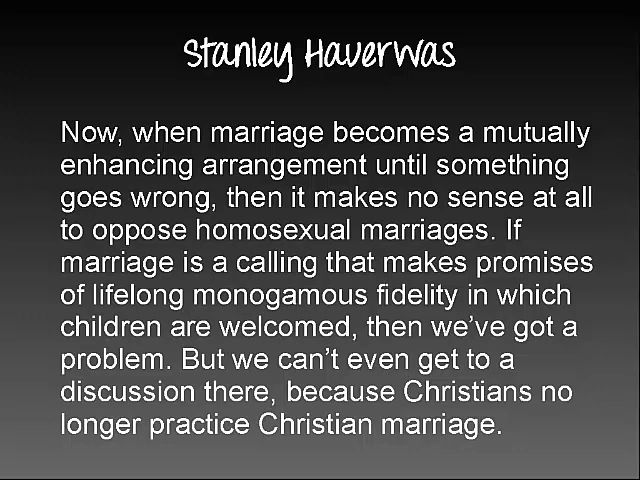 Stanley Haverwas
Now, when marriage becomes a mutually
enhancing arrangement until something
goes wrong, then it makes no sense at all
to oppose homosexual marriages. If
marriage is a calling that makes promises
of lifelong monogamous fidelity in which
children are welcomed, then we’ve got a
problem. But we can’t even get to a
discussion there, because Christians no
longer practice Christian marriage.